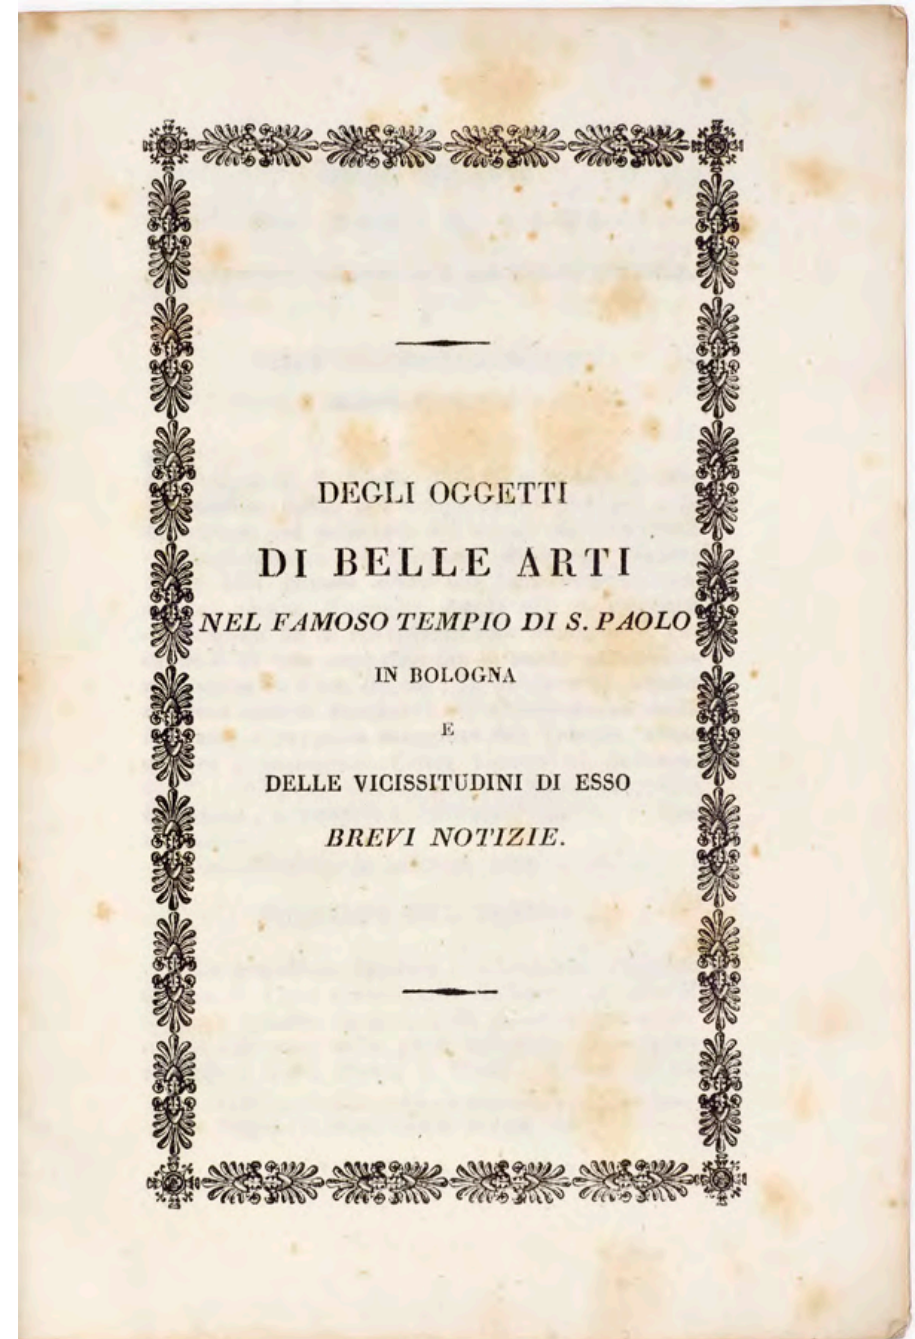 DEGLI OGGETTI
DI BELLE ARTI
NEL FAMOSO TEMPIO DI S. PAOLO
IN BOLOGNA
E
DELLE VICISSITUDINI DI ESSO
BREVI NOTIZIE.